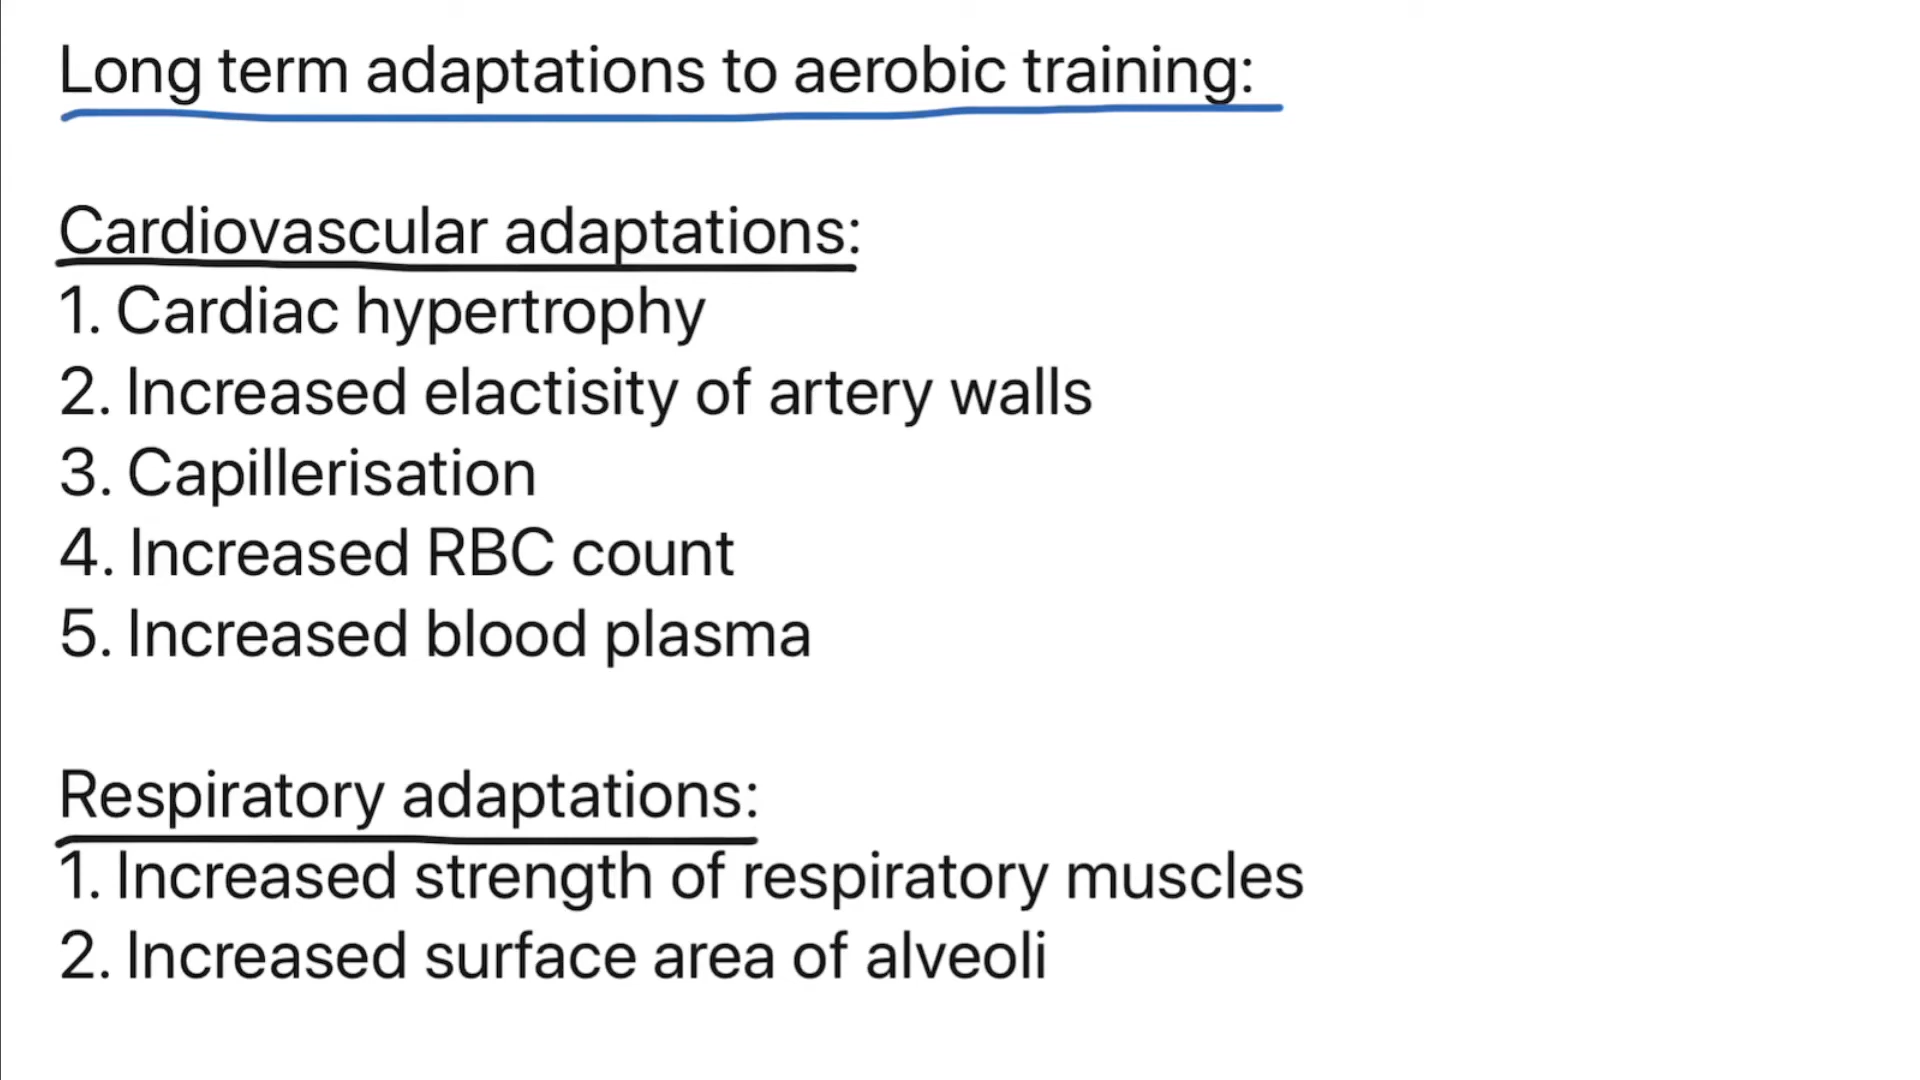 Long term adaptations to aerobic training:
Cardiovascular adaptations:
1. Cardiac hypertrophy
2. Increased elactisity of artery walls
3. Capillerisation
4. Increased RBC count
5. Increased blood plasma
Respiratory adaptations:
1. Increased strength of respiratory muscles
2. Increased surface area of alveoli